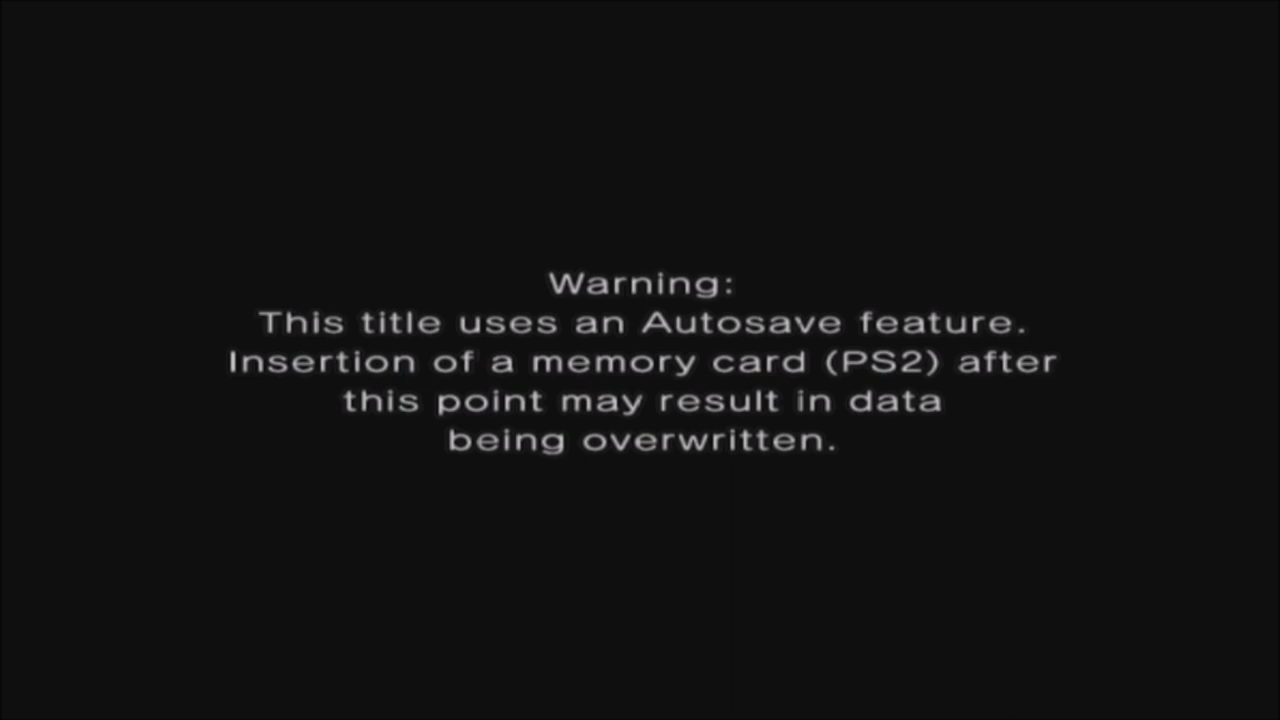 Warning:
This title uses an Autosave feature.
Insertion of a memory card (PS2) after
this point may result in data
being overwritten.